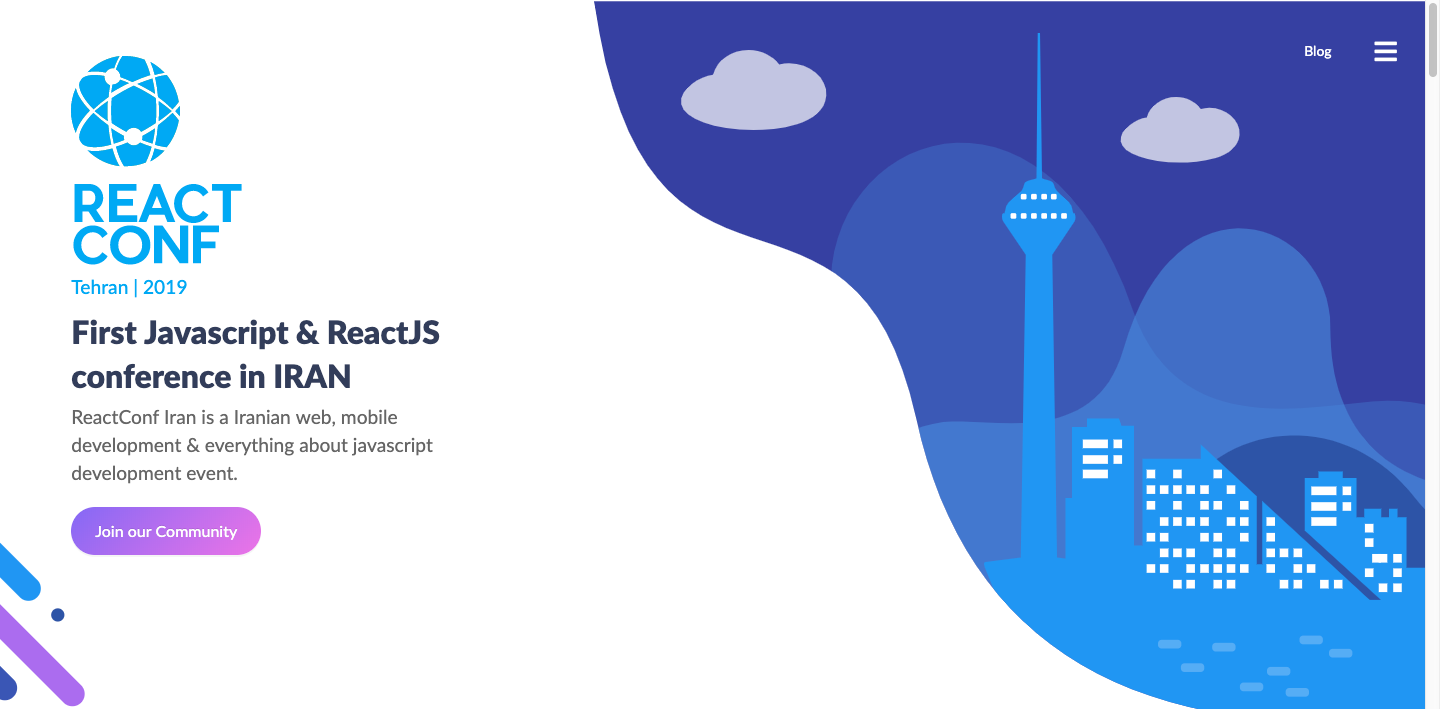 Blog
REACT
CONF
Tehran | 2019
First Javascript & ReactJS
conference in IRAN
ReactConf Iran is a Iranian web, mobile
development & everything about javascript
development event.
Join our Community